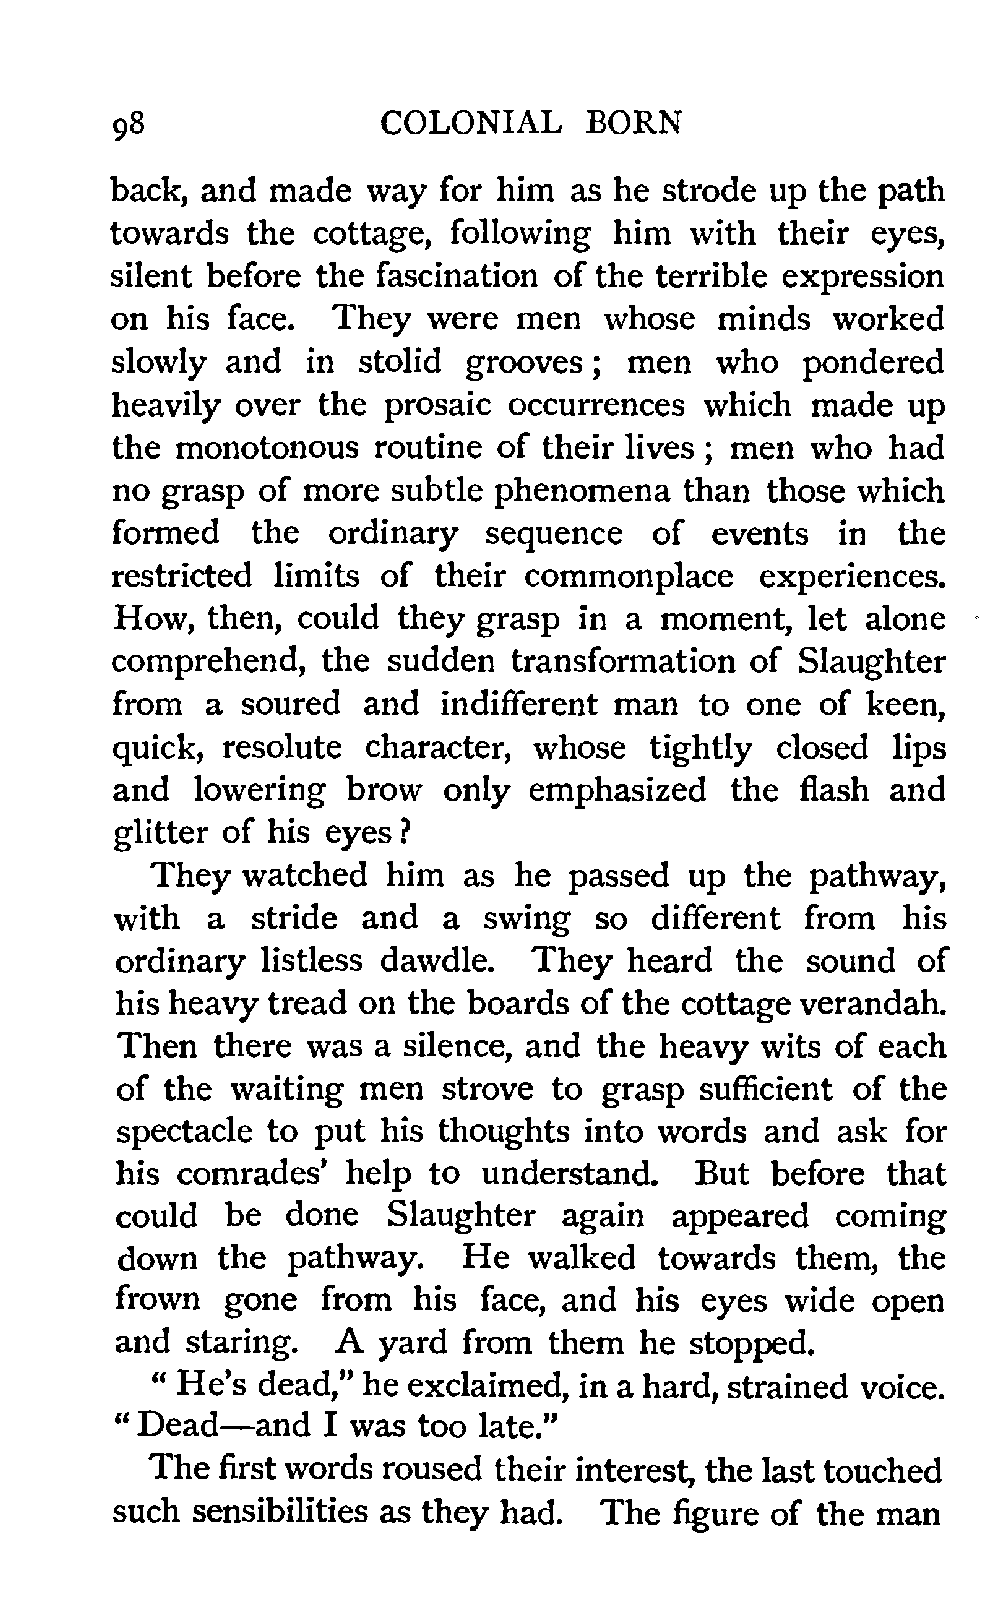 98 COLONIAL BORN
back, and made way for him as he strode up the path
towards the cottage, following him with their eyes,
silent before the fascination of the terrible expression
on his face. They were men whose minds worked
slowly and in stolid grooves ; men who pondered
heavily over the prosaic occurrences which made up
the monotonous routine of their lives ; men who had
no grasp of more subtle phenomena than those which
formed the ordinary sequence of events in the
restricted limits of their commonplace experiences.
How, then, could they grasp in a moment, let alone
comprehend, the sudden transformation of Slaughter
from a soured and indifferent man to one of keen,
quick, resolute character, whose tightly closed lips
and lowering brow only emphasized the flash and
glitter of his eyes ?
They watched him as he passed up the pathway,
with a stride and a swing so different from his
ordinary listless dawdle. They heard the sound of
his heavy tread on the boards of the cottage verandah.
Then there was a silence, and the heavy wits of each
of the waiting men strove to grasp sufficient of the
spectacle to put his thoughts into words and ask for
his comrades' help to understand. But before that
could be done Slaughter again appeared coming
down the pathway. He walked towards them, the
frown gone from his face, and his eyes wide open
and staring. A yard from them he stopped.
“ He's dead,” he exclaimed, in a hard, strained voice.
“ Dead—and I was too late.”
The first words roused their interest, the last touched
such sensibilities as they had. The figure of the man